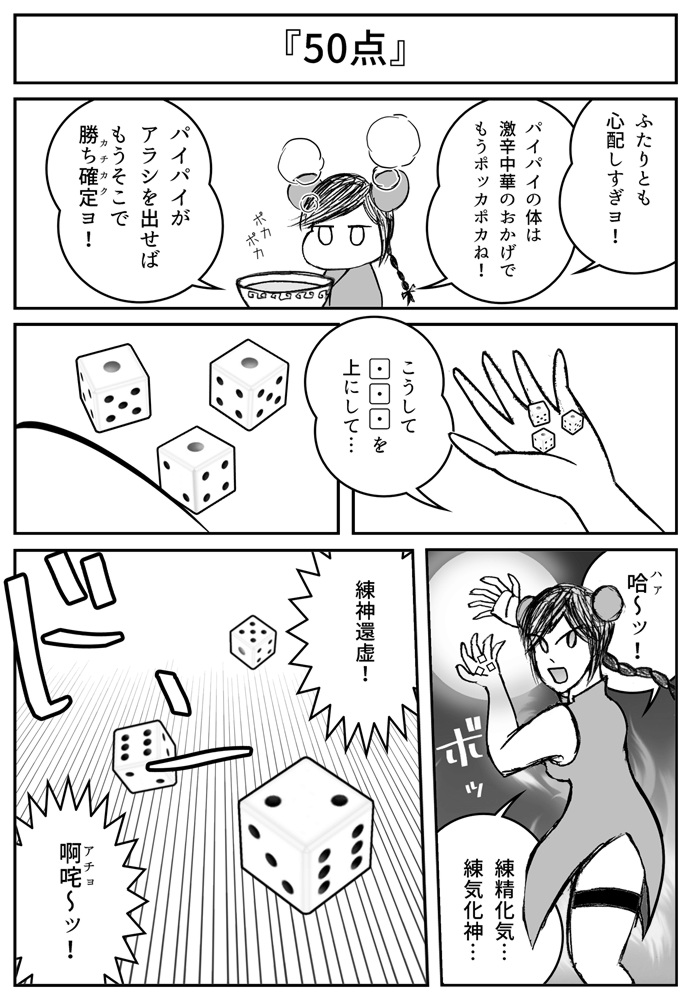 『50点』
ふたりとも
心配しすぎヨ!
パイパイの体は
激辛中華のおかげで
もうポッカポカね!
ポカ
ポカ
パイパイが
アラシを出せば
もうそこで
勝ち確定ヨ!
カチカク
こうして
⚀⚀⚀を
上にして…
哈～ッ!
ハア
ボッ
練精化気…
練気化神…
練神還虚!
ド
啊咤～ッ!
アチョ